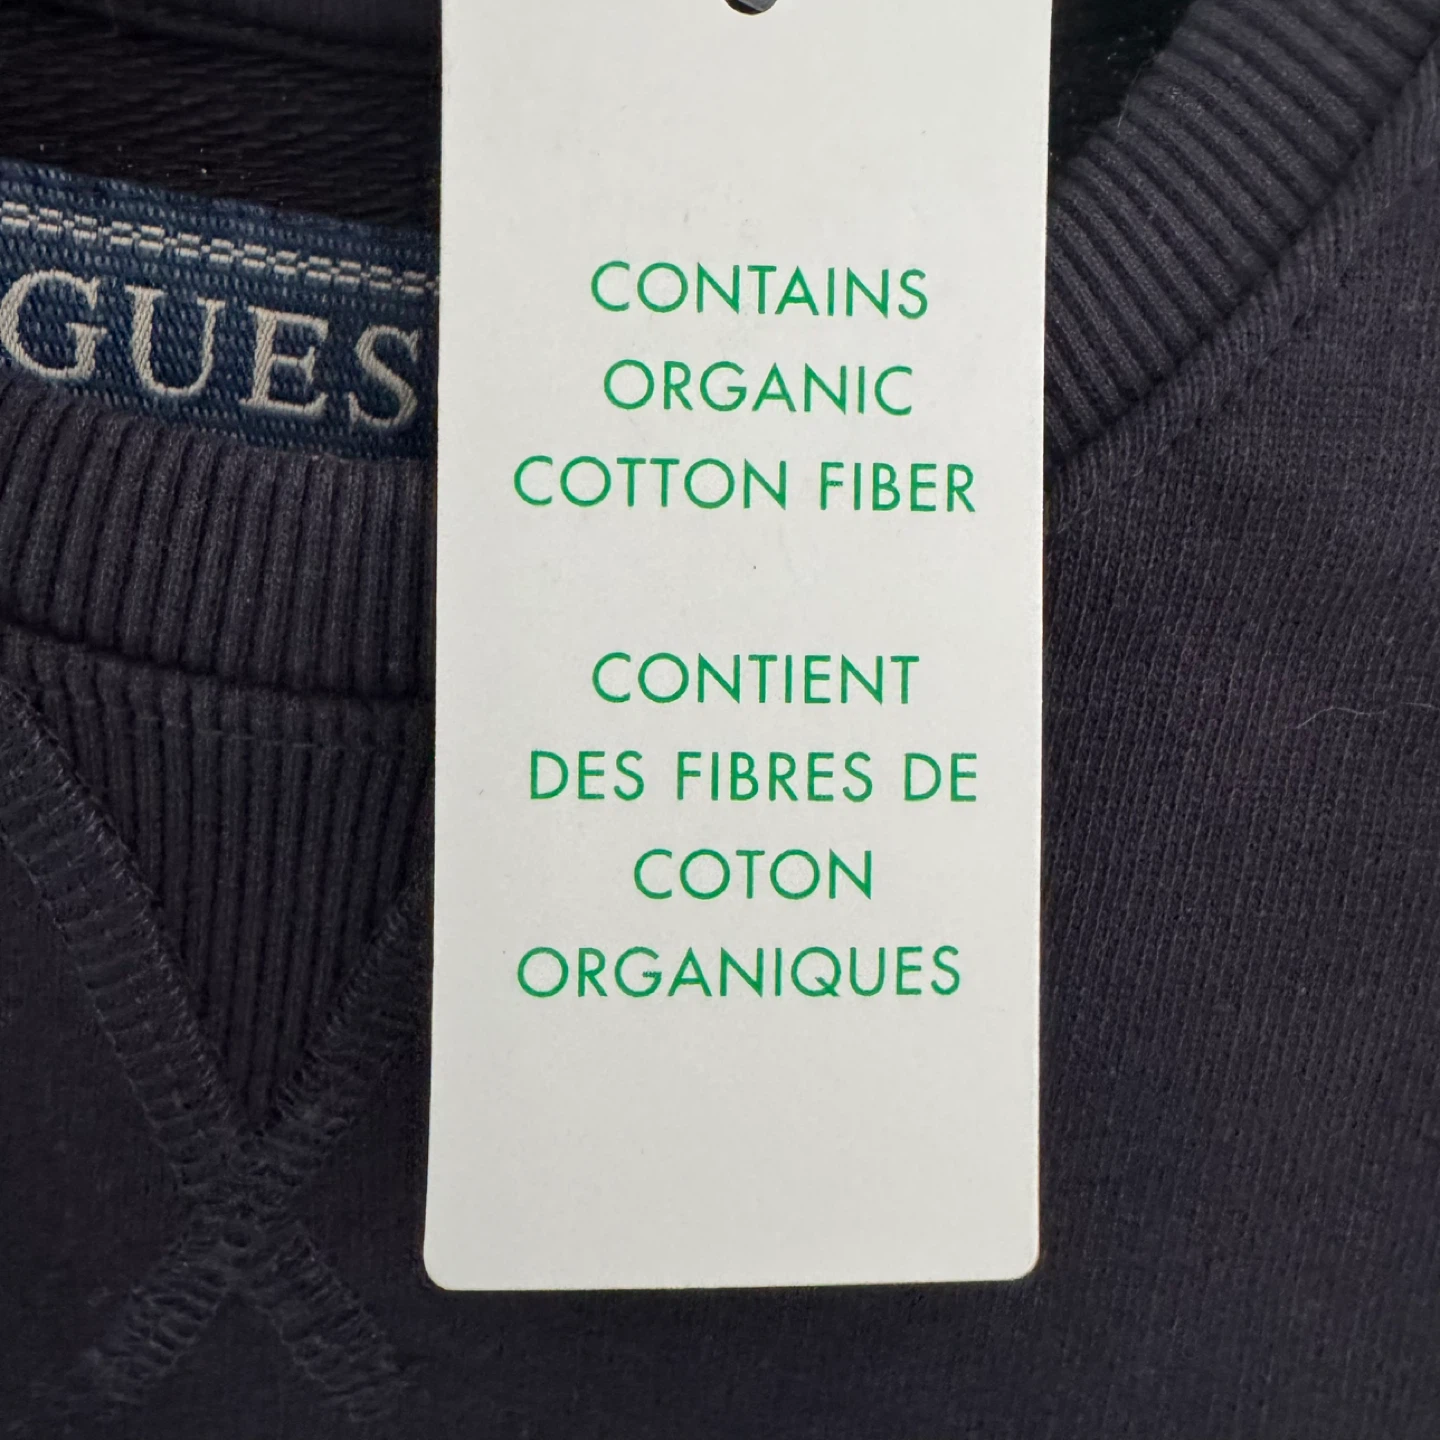 GUES
CONTAINS
ORGANIC
COTTON FIBER
CONTIENT
DES FIBRES DE
COTON
ORGANIQUES